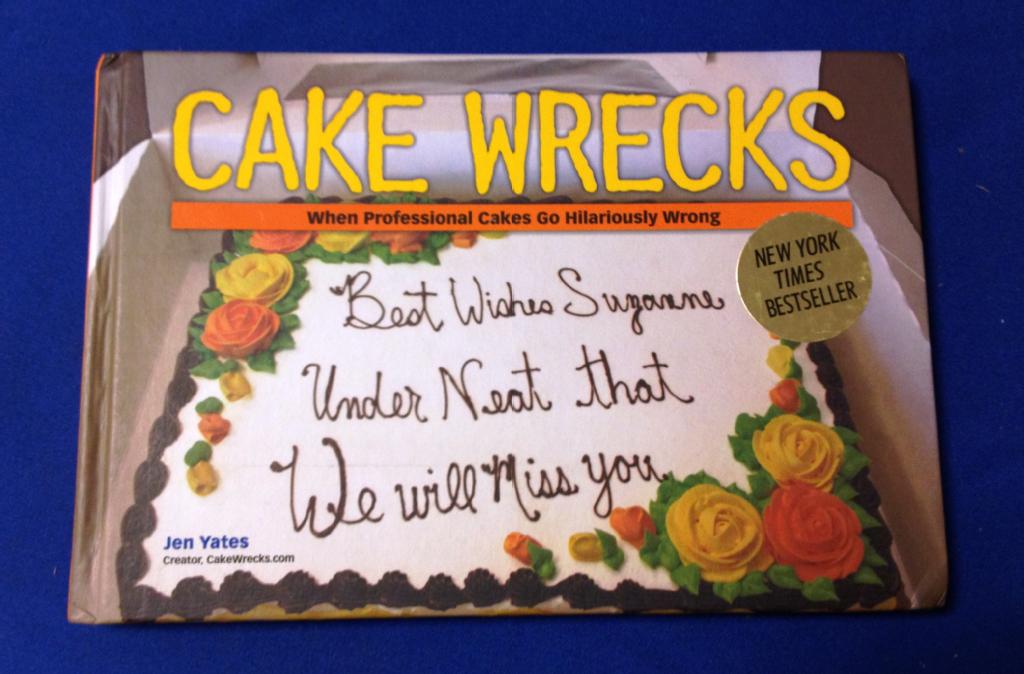 CAKE WRECKS
When Professional Cakes Go Hilariously Wrong
NEW YORK
TIMES
BESTSELLER
Best Wishes Suzanne
Under Neat that
We will Miss you
Jen Yates
Creator, CakeWrecks.com